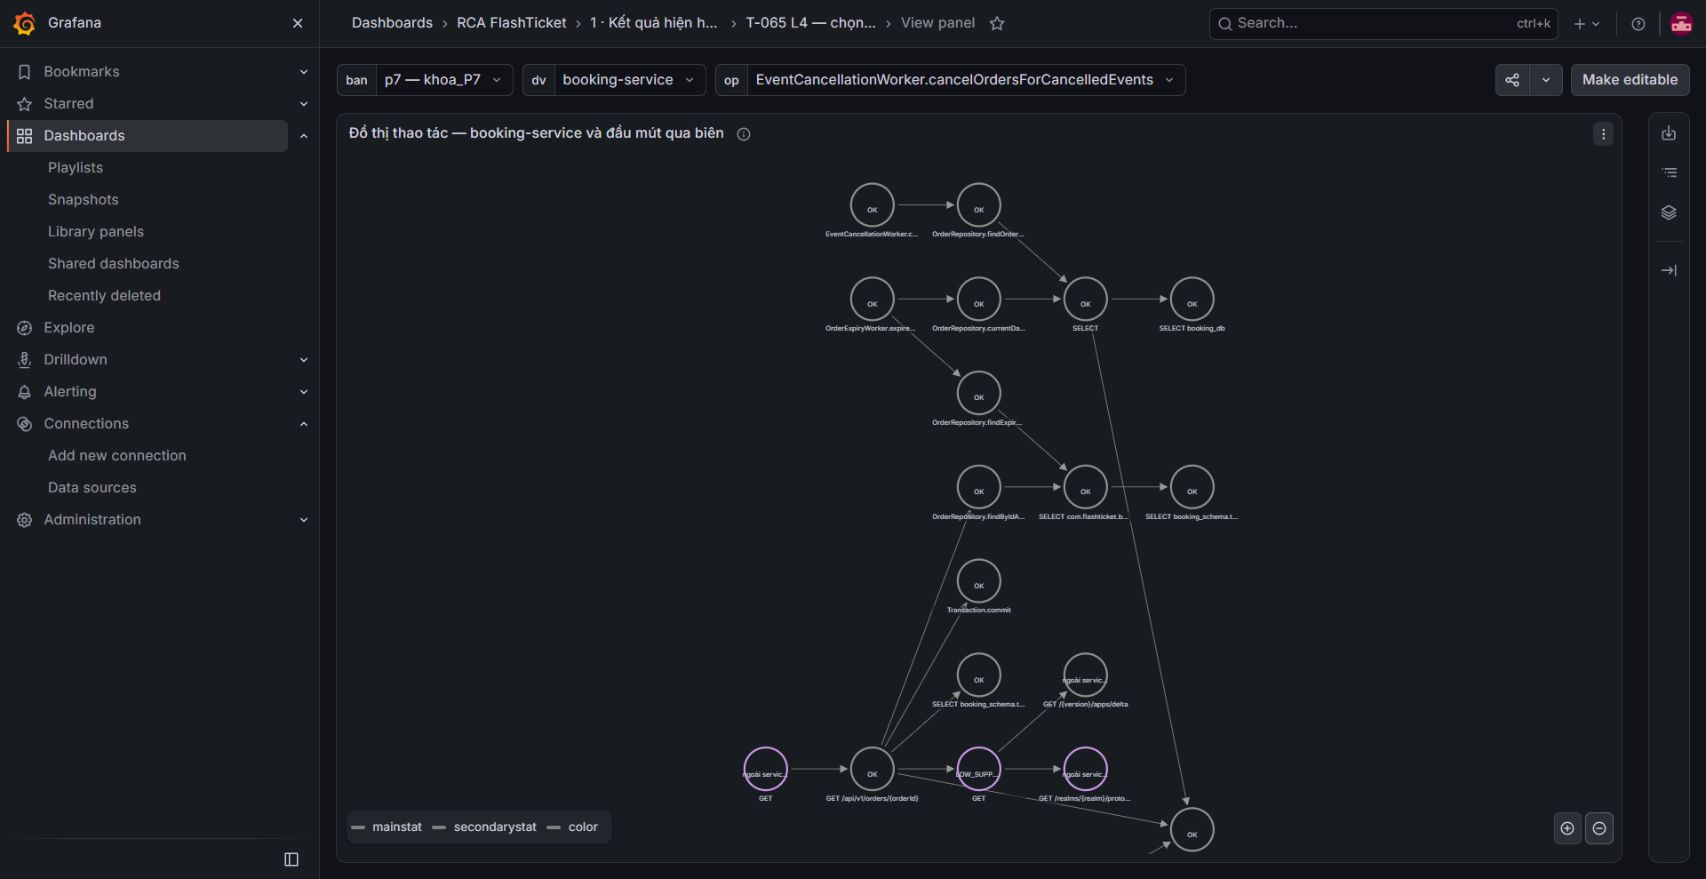 Grafana
Dashboards › RCA FlashTicket › 1 · Kết quả hiện h... › T-065 L4 — chọn... › View panel
Search...
ctrl+k
Bookmarks
Starred
Dashboards
Playlists
Snapshots
Library panels
Shared dashboards
Recently deleted
Explore
Drilldown
Alerting
Connections
Add new connection
Data sources
Administration
ban p7 — khoa_P7
dv booking-service
op EventCancellationWorker.cancelOrdersForCancelledEvents
Make editable
Đồ thị thao tác — booking-service và đầu mút qua biên
OK
OK
EventCancellationWorker.c...
OrderRepository.findOrder...
OK
OK
OK
OK
OrderExpiryWorker.expire...
OrderRepository.currentDa...
SELECT
SELECT booking_db
OK
OrderRepository.findExpir...
OK
OK
OK
OrderRepository.findByIdA...
SELECT com.flashticket.b...
SELECT booking_schema.t...
OK
Transaction.commit
OK
ngoài servic...
SELECT booking_schema.t...
GET /{version}/apps/delta
ngoài servic...
OK
LOW_SUPP...
ngoài servic...
GET
GET /api/v1/orders/{orderId}
GET
GET /realms/{realm}/proto...
OK
mainstat
secondarystat
color